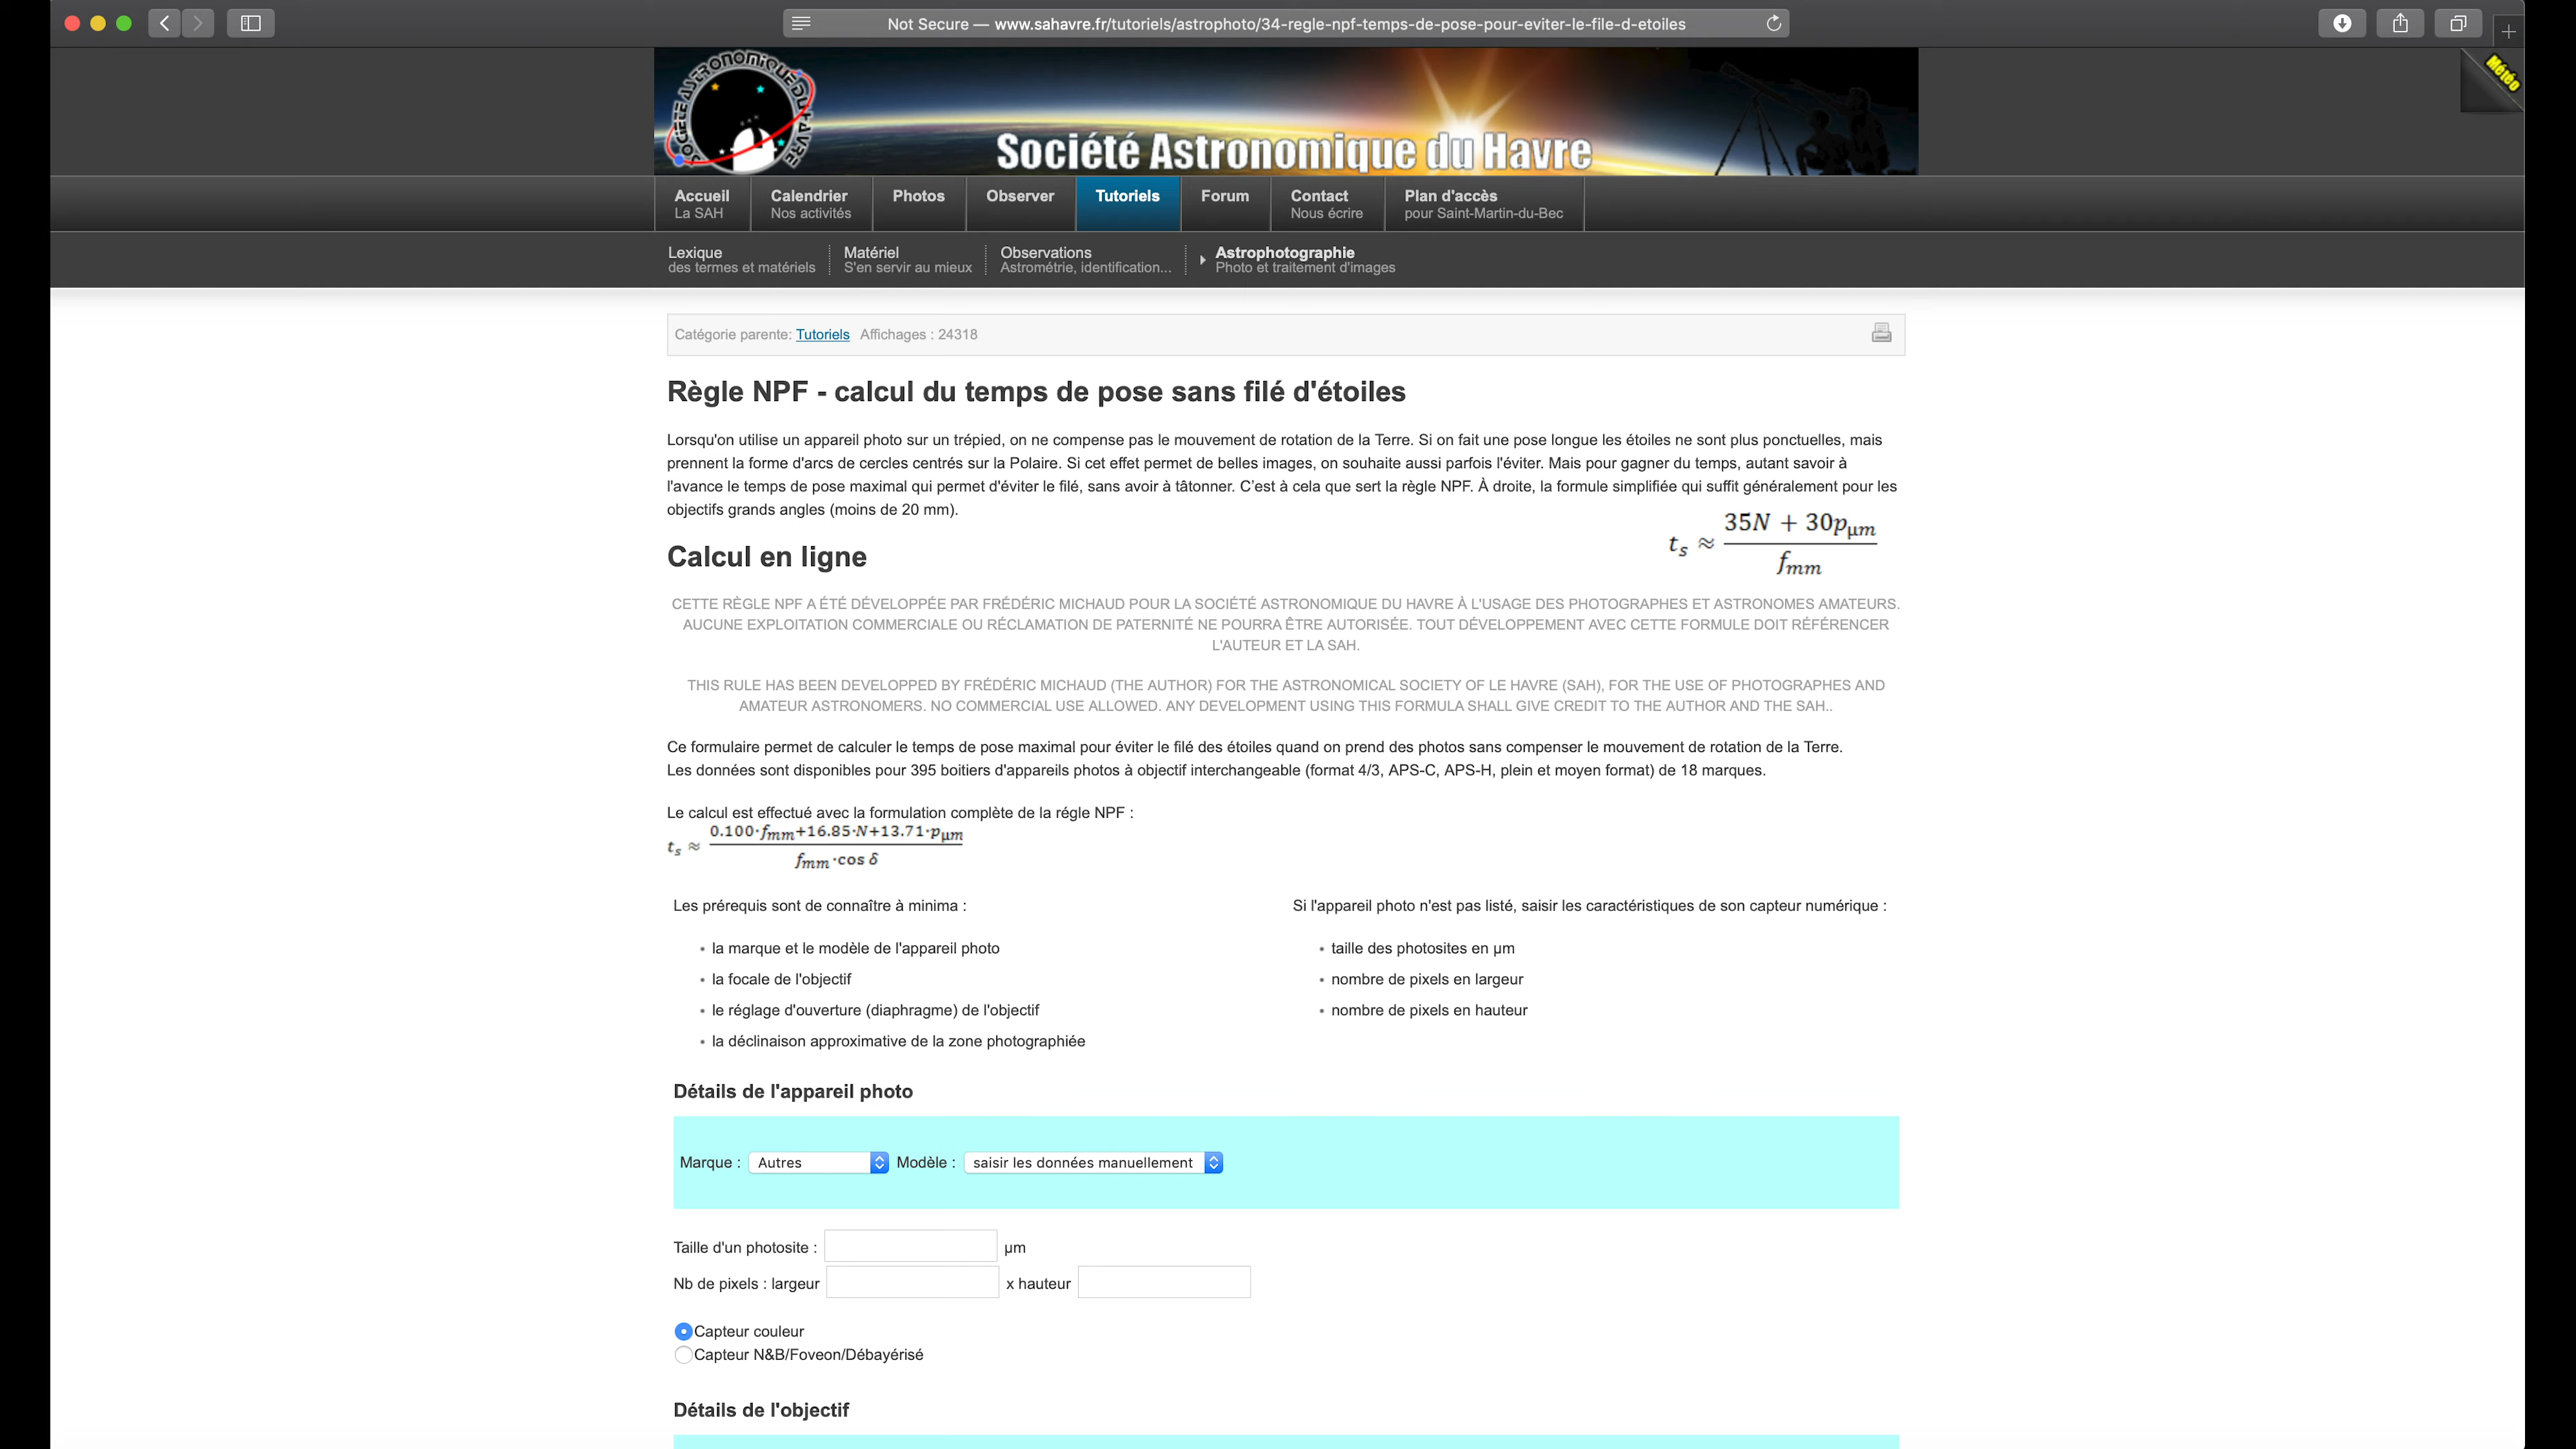 Not Secure — www.sahavre.fr/tutoriels/astrophoto/34-regle-npf-temps-de-pose-pour-eviter-le-file-d-etoiles
SOCIÉTÉ ASTRONOMIQUE DU HAVRE
Société Astronomique du Havre
Météo
Accueil
La SAH
Calendrier
Nos activités
Photos
Observer
Tutoriels
Forum
Contact
Nous écrire
Plan d'accès
pour Saint-Martin-du-Bec
Lexique
des termes et matériels
Matériel
S'en servir au mieux
Observations
Astrométrie, identification...
Astrophotographie
Photo et traitement d'images
Catégorie parente: Tutoriels Affichages : 24318
Règle NPF - calcul du temps de pose sans filé d'étoiles
Lorsqu'on utilise un appareil photo sur un trépied, on ne compense pas le mouvement de rotation de la Terre. Si on fait une pose longue les étoiles ne sont plus ponctuelles, mais
prennent la forme d'arcs de cercles centrés sur la Polaire. Si cet effet permet de belles images, on souhaite aussi parfois l'éviter. Mais pour gagner du temps, autant savoir à
l'avance le temps de pose maximal qui permet d'éviter le filé, sans avoir à tâtonner. C'est à cela que sert la règle NPF. À droite, la formule simplifiée qui suffit généralement pour les
objectifs grands angles (moins de 20 mm).
t_s ≈ (35N + 30p_μm) / f_mm
Calcul en ligne
CETTE RÈGLE NPF A ÉTÉ DÉVELOPPÉE PAR FRÉDÉRIC MICHAUD POUR LA SOCIÉTÉ ASTRONOMIQUE DU HAVRE À L'USAGE DES PHOTOGRAPHES ET ASTRONOMES AMATEURS.
AUCUNE EXPLOITATION COMMERCIALE OU RÉCLAMATION DE PATERNITÉ NE POURRA ÊTRE AUTORISÉE. TOUT DÉVELOPPEMENT AVEC CETTE FORMULE DOIT RÉFÉRENCER
L'AUTEUR ET LA SAH.
THIS RULE HAS BEEN DEVELOPPED BY FRÉDÉRIC MICHAUD (THE AUTHOR) FOR THE ASTRONOMICAL SOCIETY OF LE HAVRE (SAH), FOR THE USE OF PHOTOGRAPHES AND
AMATEUR ASTRONOMERS. NO COMMERCIAL USE ALLOWED. ANY DEVELOPMENT USING THIS FORMULA SHALL GIVE CREDIT TO THE AUTHOR AND THE SAH..
Ce formulaire permet de calculer le temps de pose maximal pour éviter le filé des étoiles quand on prend des photos sans compenser le mouvement de rotation de la Terre.
Les données sont disponibles pour 395 boitiers d'appareils photos à objectif interchangeable (format 4/3, APS-C, APS-H, plein et moyen format) de 18 marques.
Le calcul est effectué avec la formulation complète de la régle NPF :
t_s ≈ (0.100·f_mm+16.85·N+13.71·p_μm) / (f_mm·cos δ)
Les prérequis sont de connaître à minima :
• la marque et le modèle de l'appareil photo
• la focale de l'objectif
• le réglage d'ouverture (diaphragme) de l'objectif
• la déclinaison approximative de la zone photographiée
Si l'appareil photo n'est pas listé, saisir les caractéristiques de son capteur numérique :
• taille des photosites en μm
• nombre de pixels en largeur
• nombre de pixels en hauteur
Détails de l'appareil photo
Marque : Autres Modèle : saisir les données manuellement
Taille d'un photosite : μm
Nb de pixels : largeur x hauteur
Capteur couleur
Capteur N&B/Foveon/Débayérisé
Détails de l'objectif